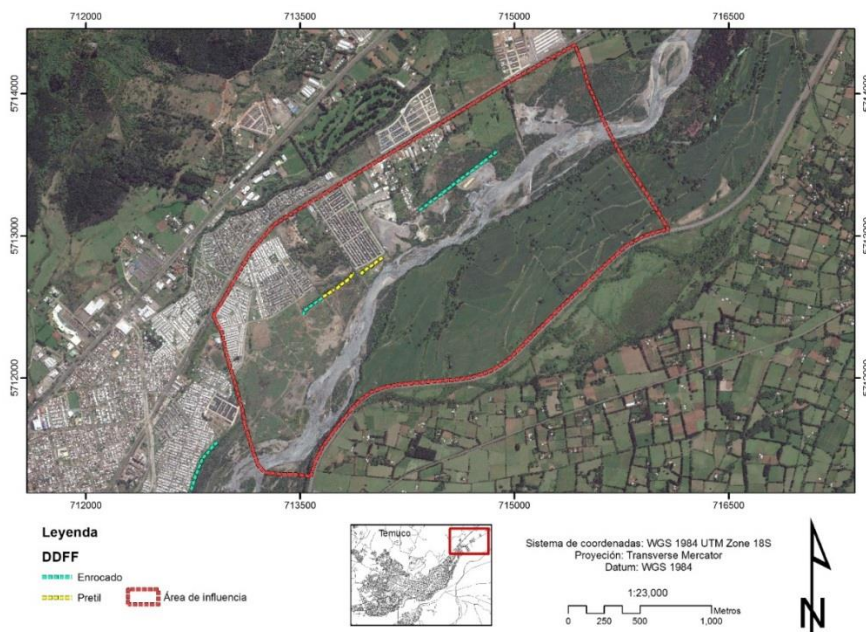 712000 713500 715000 716500
5714000 5714000
5713000
5712000
712000 713500 715000 716500
Leyenda
DDFF
Enrocado
Pretil
Área de influencia
Temuco
Sistema de coordenadas: WGS 1984 UTM Zone 18S
Proyeción: Transverse Mercator
Datum: WGS 1984
1:23,000
0 250 500 1,000
Metros
N